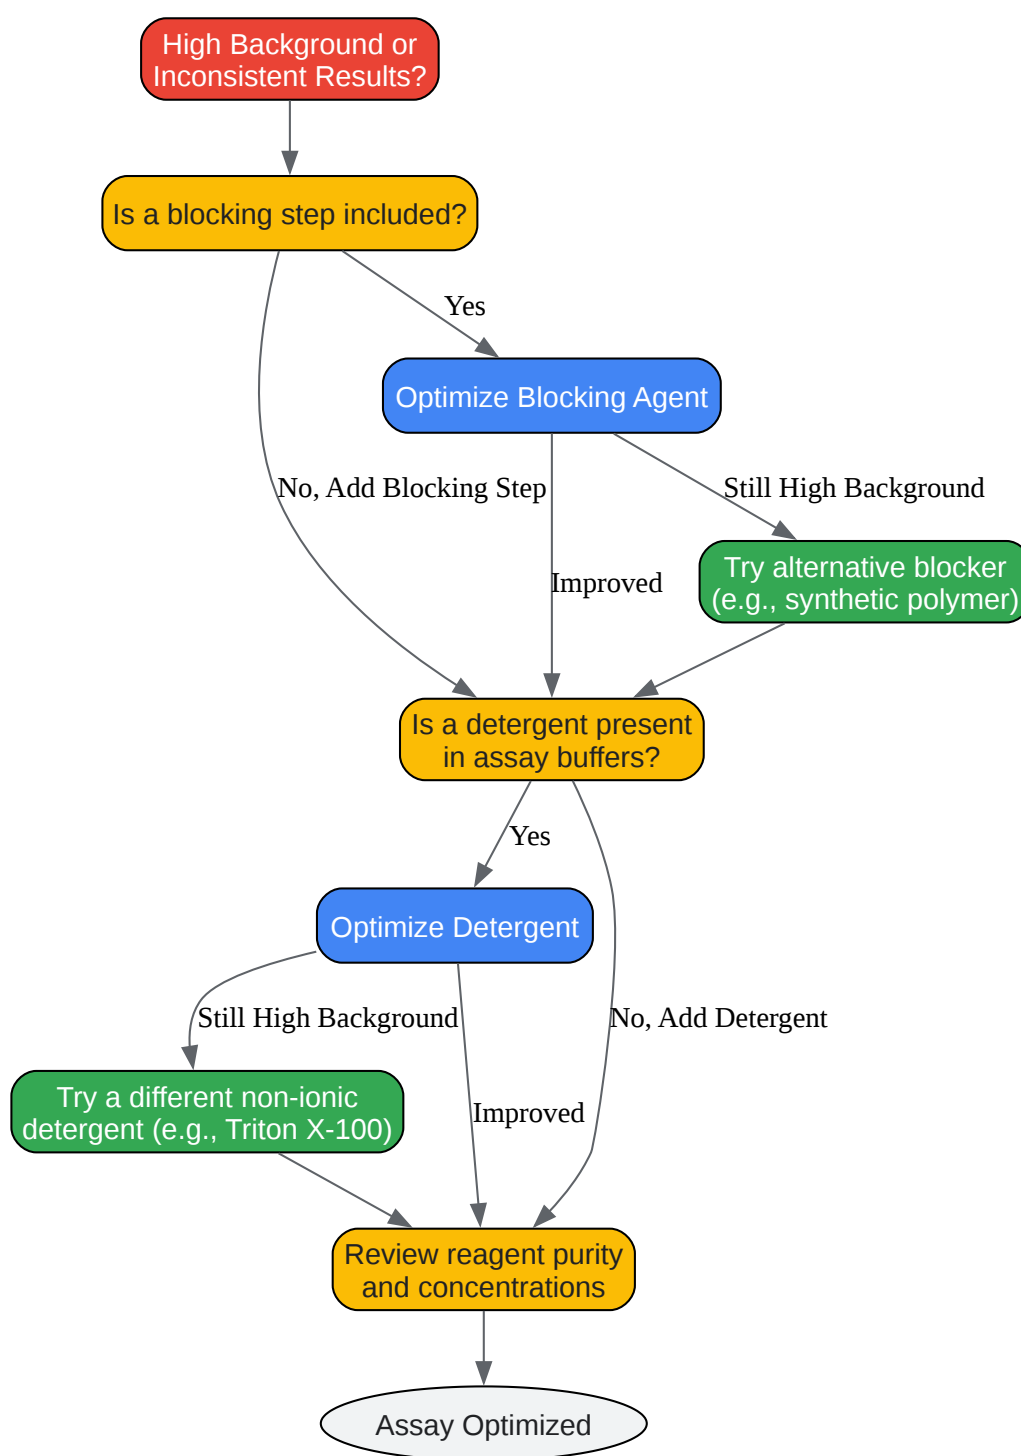 High Background or
Inconsistent Results?
Is a blocking step included?
Yes
Optimize Blocking Agent
No, Add Blocking Step
Still High Background
Try alternative blocker
(e.g., synthetic polymer)
Improved
Is a detergent present
in assay buffers?
Yes
Optimize Detergent
Still High Background
No, Add Detergent
Try a different non-ionic
detergent (e.g., Triton X-100)
Improved
Review reagent purity
and concentrations
Assay Optimized